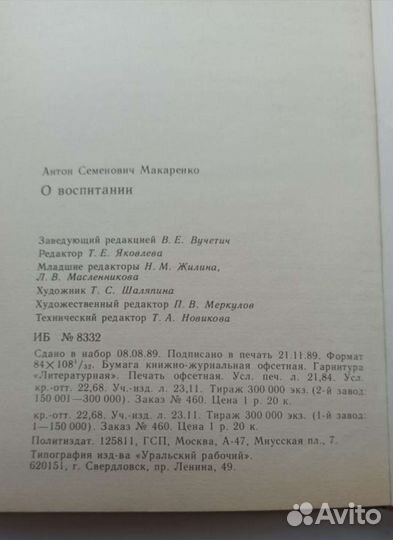 Антон Семенович Макаренко
О воспитании
Заведующий редакцией В. Е. Вучетич
Редактор Т. Е. Яковлева
Младшие редакторы Н. М. Жилина,
Л. В. Масленникова
Художник Т. С. Шаляпина
Художественный редактор П. В. Меркулов
Технический редактор Т. А. Новикова
ИБ № 8332
Сдано в набор 08.08.89. Подписано в печать 21.11.89. Формат
84×108¹/₃₂. Бумага книжно-журнальная офсетная. Гарнитура
«Литературная». Печать офсетная. Усл. печ. л. 21,84. Усл.
кр.-отт. 22,68. Уч.-изд. л. 23,11. Тираж 300 000 экз. (2-й завод:
150 001—300 000). Заказ № 460. Цена 1 р. 20 к.
кр.-отт. 22,68. Уч.-изд. л. 23.11. Тираж 300 000 экз. (1-й завод:
1—150 000). Заказ № 460. Цена 1 р. 20 к.
Политиздат. 125811, ГСП, Москва, А-47, Миусская пл., 7.
Типография изд-ва «Уральский рабочий».
620151, г. Свердловск, пр. Ленина, 49.
Avito